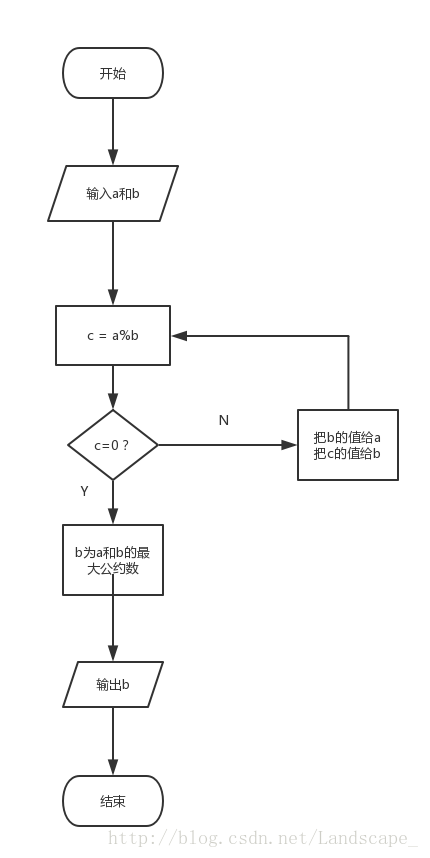 开始
输入a和b
c = a%b
c=0 ?
N
把b的值给a
把c的值给b
Y
b为a和b的最
大公约数
输出b
结束
http://blog.csdn.net/Landscape_